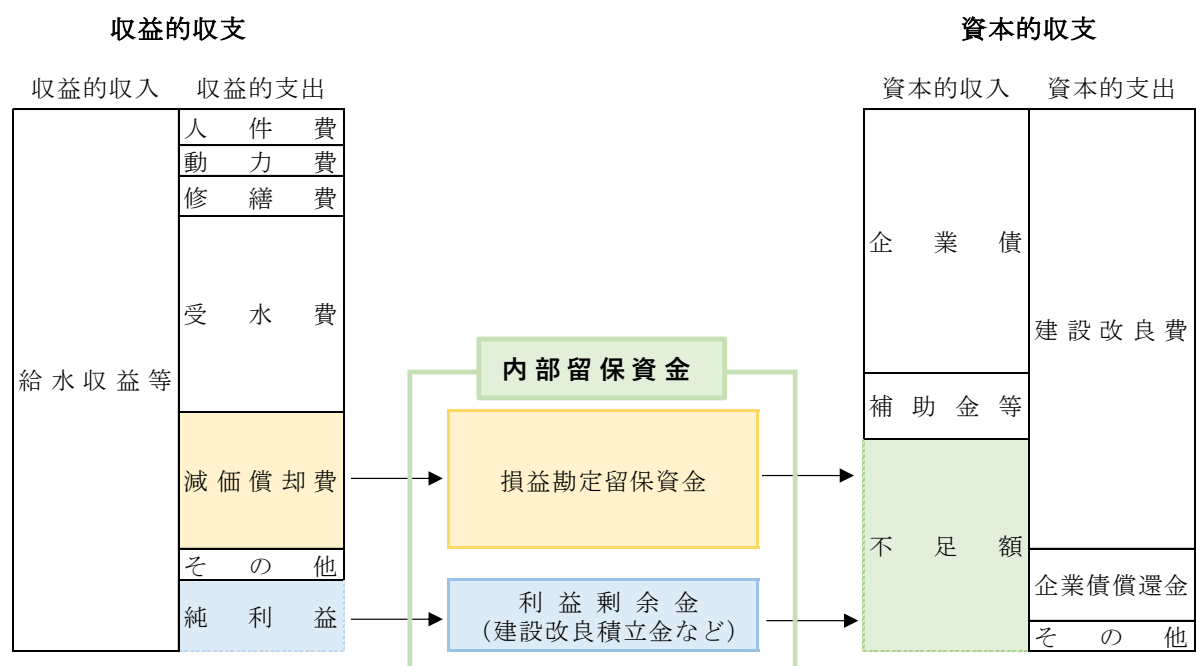 収益的収支
収益的収入
収益的支出
給水収益等
人件費
動力費
修繕費
受水費
減価償却費
その他
純利益
内部留保資金
損益勘定留保資金
利益剰余金
（建設改良積立金など）
資本的収支
資本的収入
資本的支出
企業債
補助金等
不足額
建設改良費
企業債償還金
その他